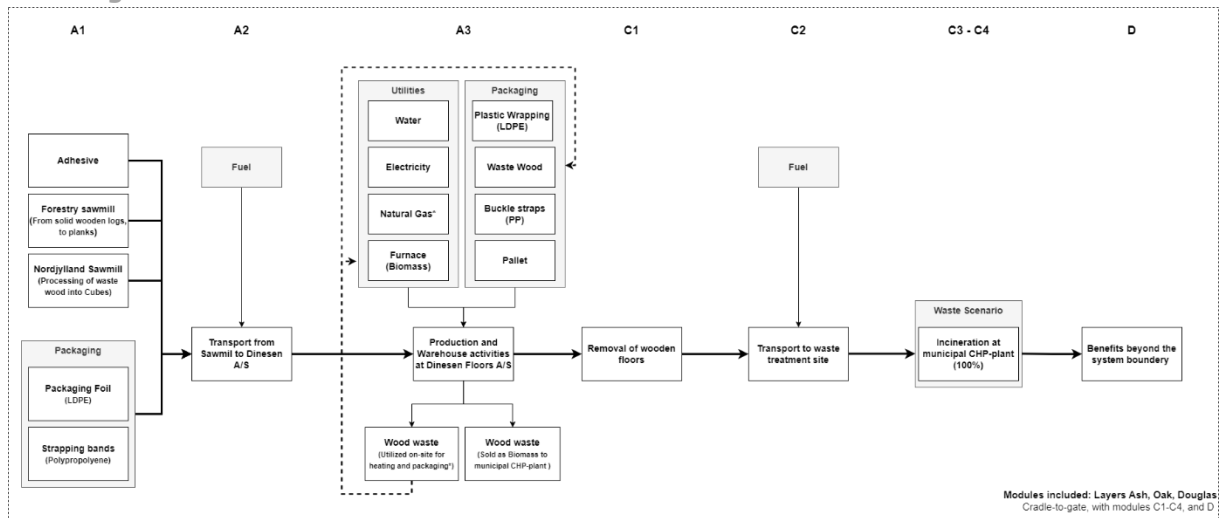 A1
A2
A3
C1
C2
C3 - C4
D
Adhesive
Forestry sawmill
(From solid wooden logs,
to planks)
Nordjylland Sawmill
(Processing of waste
wood into Cubes)
Packaging
Packaging Foil
(LDPE)
Strapping bands
(Polypropolyene)
Fuel
Transport from
Sawmil to Dinesen
A/S
Utilities
Water
Electricity
Natural Gas*
Furnace
(Biomass)
Packaging
Plastic Wrapping
(LDPE)
Waste Wood
Buckle straps
(PP)
Pallet
Production and
Warehouse activities
at Dinesen Floors A/S
Wood waste
(Utilized on-site for
heating and packaging*)
Wood waste
(Sold as Biomass to
municipal CHP-plant )
Removal of wooden
floors
Fuel
Transport to waste
treatment site
Waste Scenario
Incineration at
municipal CHP-plant
(100%)
Benefits beyond the
system boundery
Modules included: Layers Ash, Oak, Douglas
Cradle-to-gate, with modules C1-C4, and D